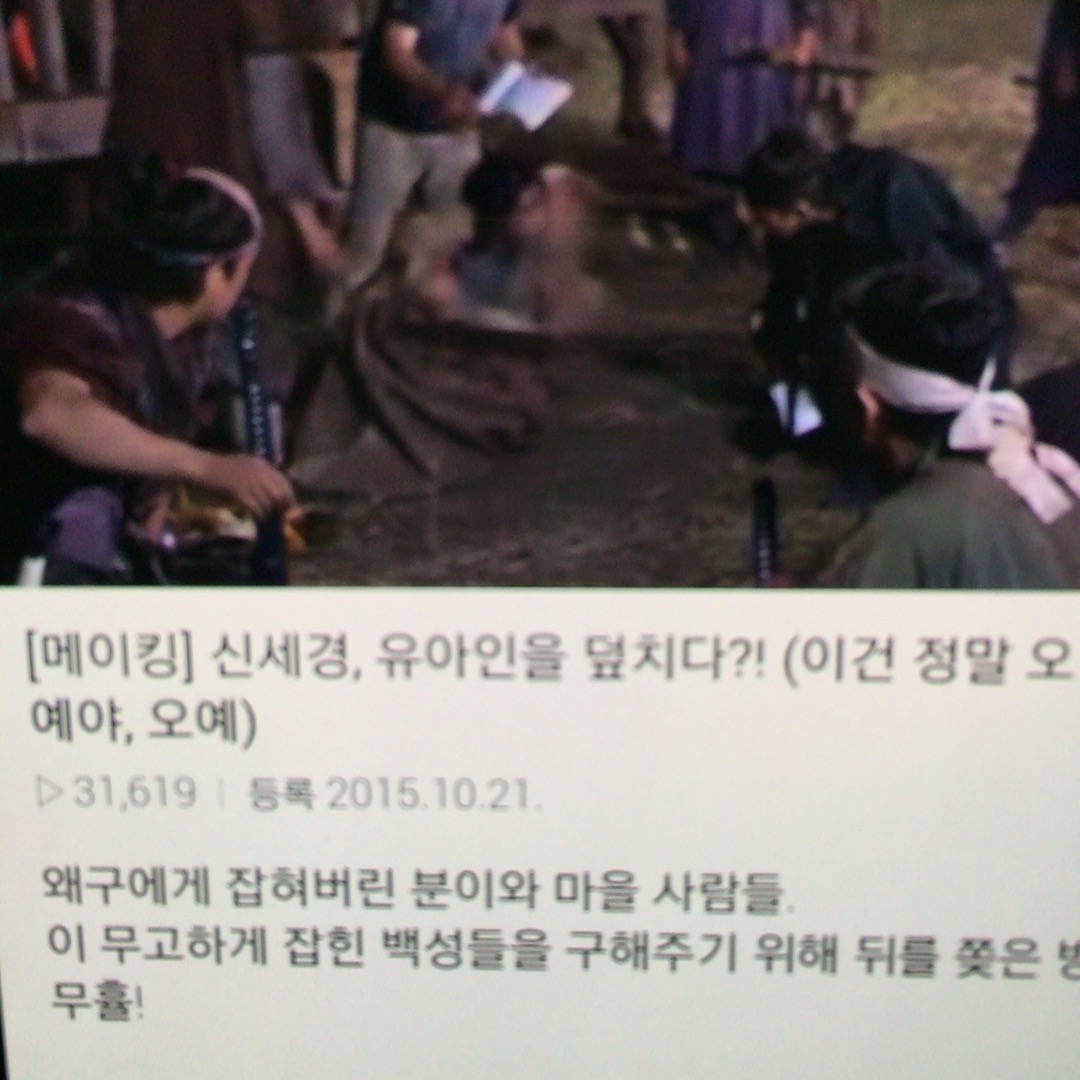 [메이킹] 신세경, 유아인을 덮치다?! (이건 정말 오
예야, 오예)
▷31,619 | 등록 2015.10.21.
왜구에게 잡혀버린 분이와 마을 사람들.
이 무고하게 잡힌 백성들을 구해주기 위해 뒤를 쫓은
무휼!